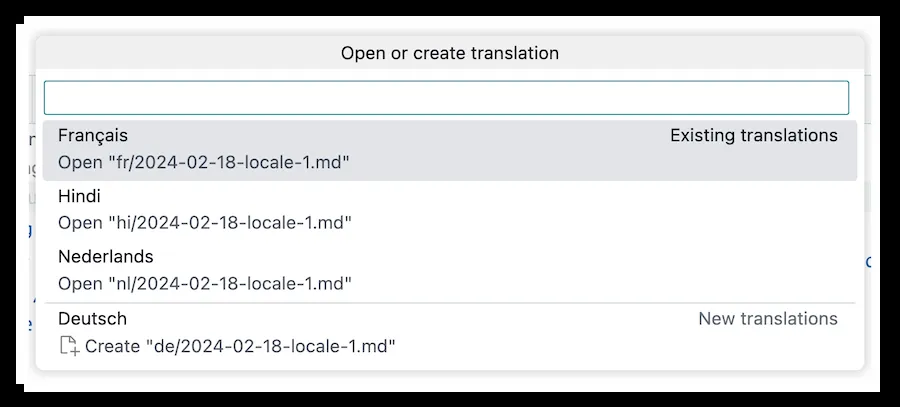 Open or create translation
Français Existing translations
Open "fr/2024-02-18-locale-1.md"
Hindi
Open "hi/2024-02-18-locale-1.md"
Nederlands
Open "nl/2024-02-18-locale-1.md"
Deutsch New translations
Create "de/2024-02-18-locale-1.md"